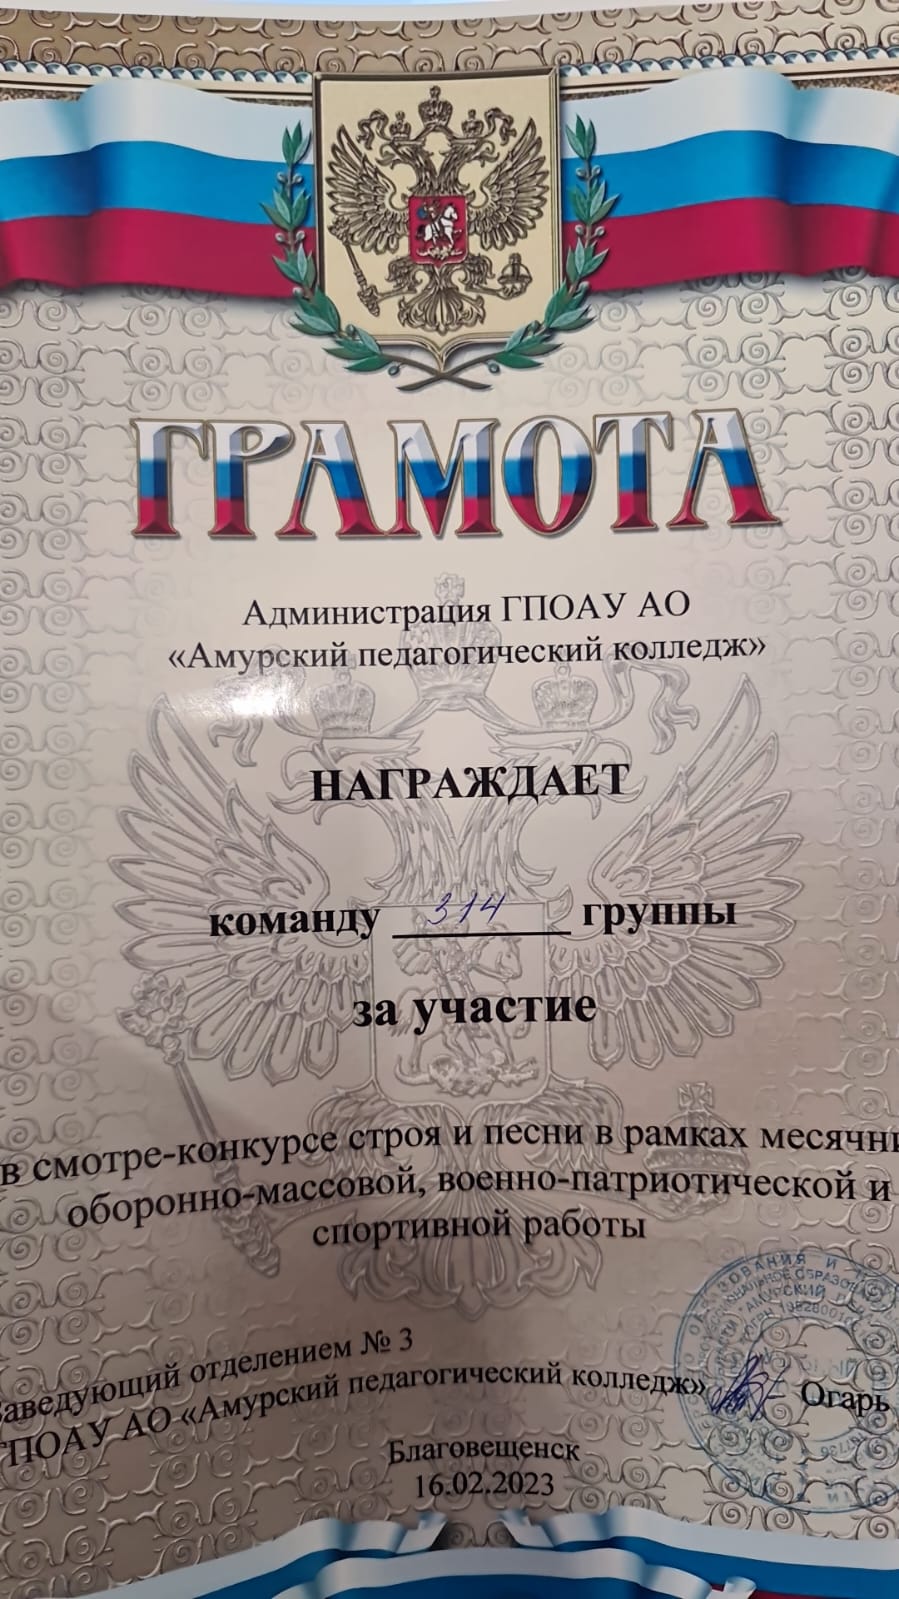 ГРАМОТА
Администрация ГПОАУ АО
«Амурский педагогический колледж»
НАГРАЖДАЕТ
команду 314 группы
за участие
в смотре-конкурсе строя и песни в рамках месячни
оборонно-массовой, военно-патриотической и
спортивной работы
Заведующий отделением № 3
ГПОАУ АО «Амурский педагогический колледж» Огарь
Благовещенск
16.02.2023